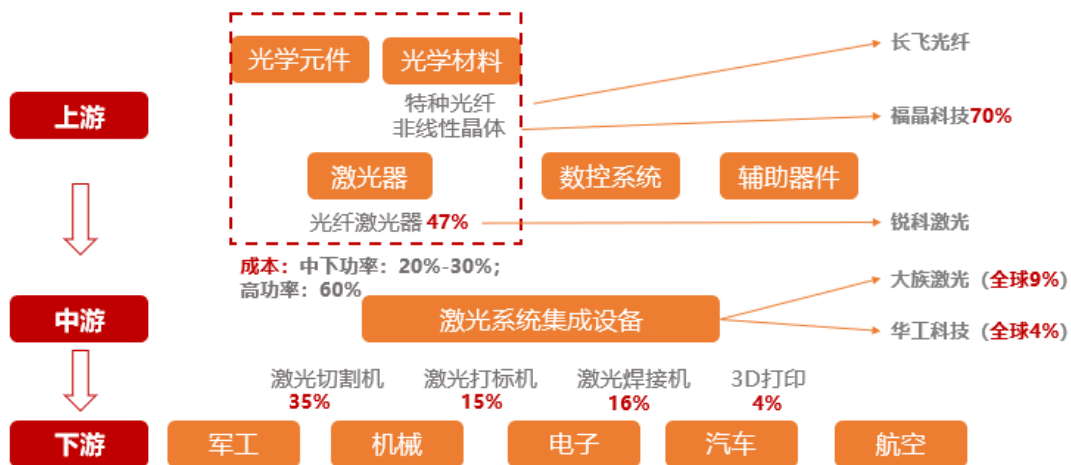 光学元件
光学材料
长飞光纤
特种光纤
非线性晶体
上游
福晶科技70%
激光器
数控系统
辅助器件
光纤激光器 47%
锐科激光
成本：中下功率：20%-30%；
高功率：60%
大族激光（全球9%）
中游
激光系统集成设备
华工科技（全球4%）
激光切割机
激光打标机
激光焊接机
3D打印
35%
15%
16%
4%
下游
军工
机械
电子
汽车
航空